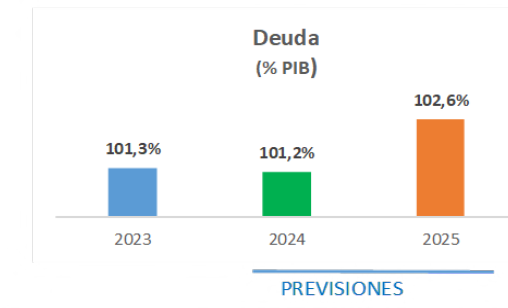 Deuda
(% PIB)
102,6%
101,3%
101,2%
2023
2024
2025
PREVISIONES